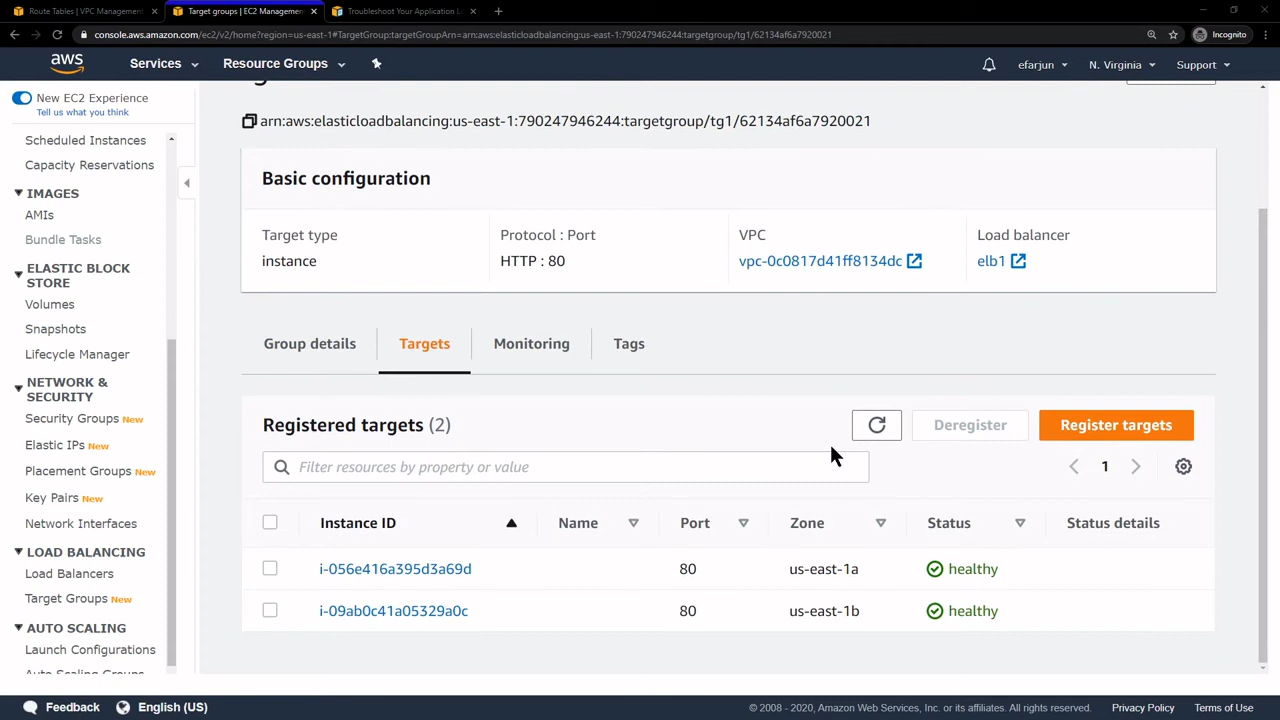 Route Tables | VPC Management
Target groups | EC2 Managemen
Troubleshoot Your Application L
console.aws.amazon.com/ec2/v2/home?region=us-east-1#TargetGroup:targetGroupArn=arn:aws:elasticloadbalancing:us-east-1:790247946244:targetgroup/tg1/62134af6a7920021
Incognito
aws
Services
Resource Groups
efarjun
N. Virginia
Support
New EC2 Experience
Tell us what you think
Scheduled Instances
Capacity Reservations
IMAGES
AMIs
Bundle Tasks
ELASTIC BLOCK
STORE
Volumes
Snapshots
Lifecycle Manager
NETWORK &
SECURITY
Security Groups New
Elastic IPs New
Placement Groups New
Key Pairs New
Network Interfaces
LOAD BALANCING
Load Balancers
Target Groups New
AUTO SCALING
Launch Configurations
Auto Scaling Groups
arn:aws:elasticloadbalancing:us-east-1:790247946244:targetgroup/tg1/62134af6a7920021
Basic configuration
Target type
instance
Protocol : Port
HTTP : 80
VPC
vpc-0c0817d41ff8134dc
Load balancer
elb1
Group details
Targets
Monitoring
Tags
Registered targets (2)
Deregister
Register targets
Filter resources by property or value
1
Instance ID Name Port Zone Status Status details
i-056e416a395d3a69d 80 us-east-1a healthy
i-09ab0c41a05329a0c 80 us-east-1b healthy
Feedback
English (US)
© 2008 - 2020, Amazon Web Services, Inc. or its affiliates. All rights reserved.
Privacy Policy
Terms of Use